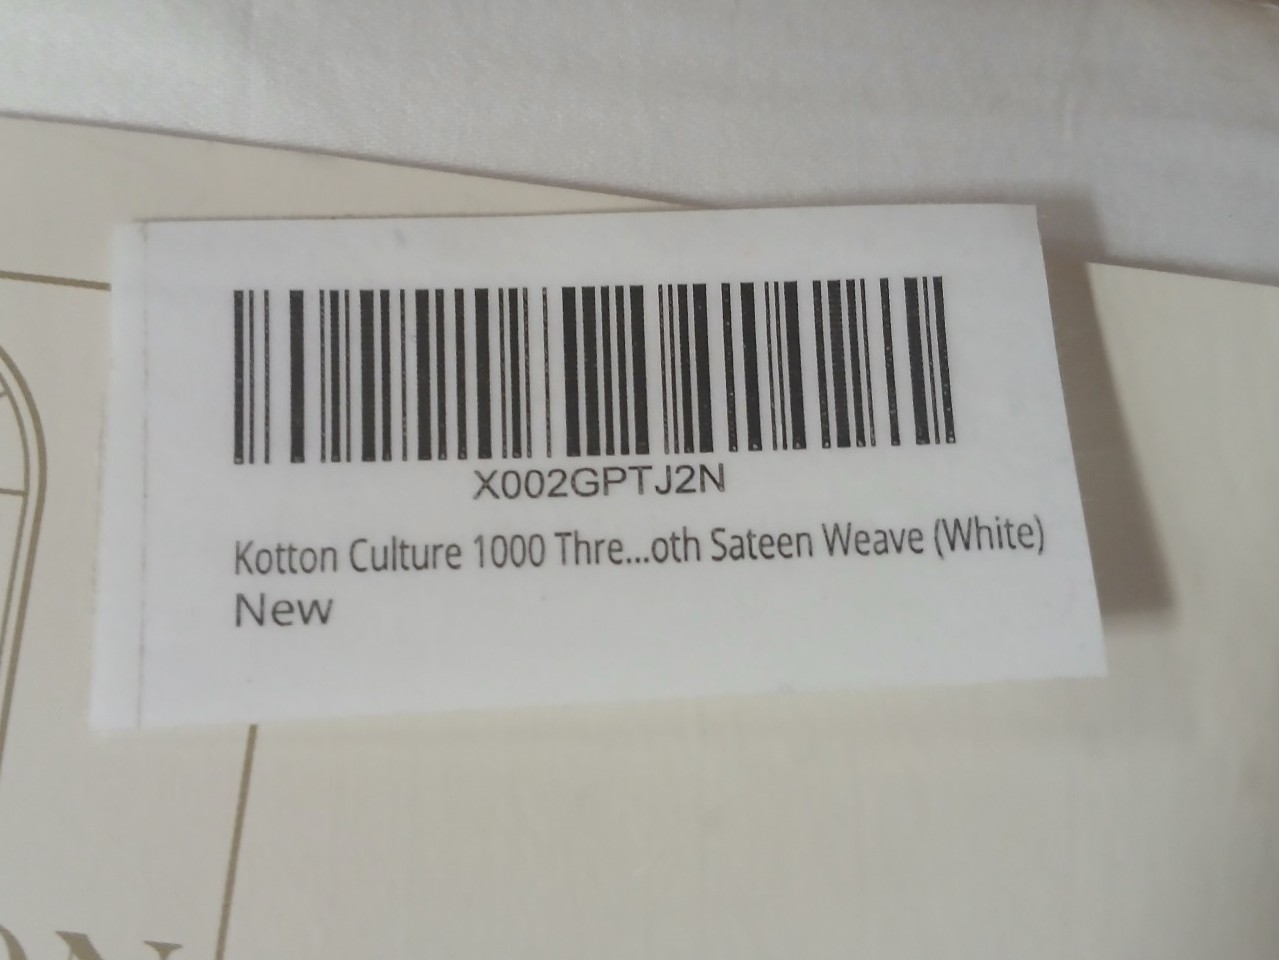 X002GPTJ2N
Kotton Culture 1000 Thre...oth Sateen Weave (White)
New